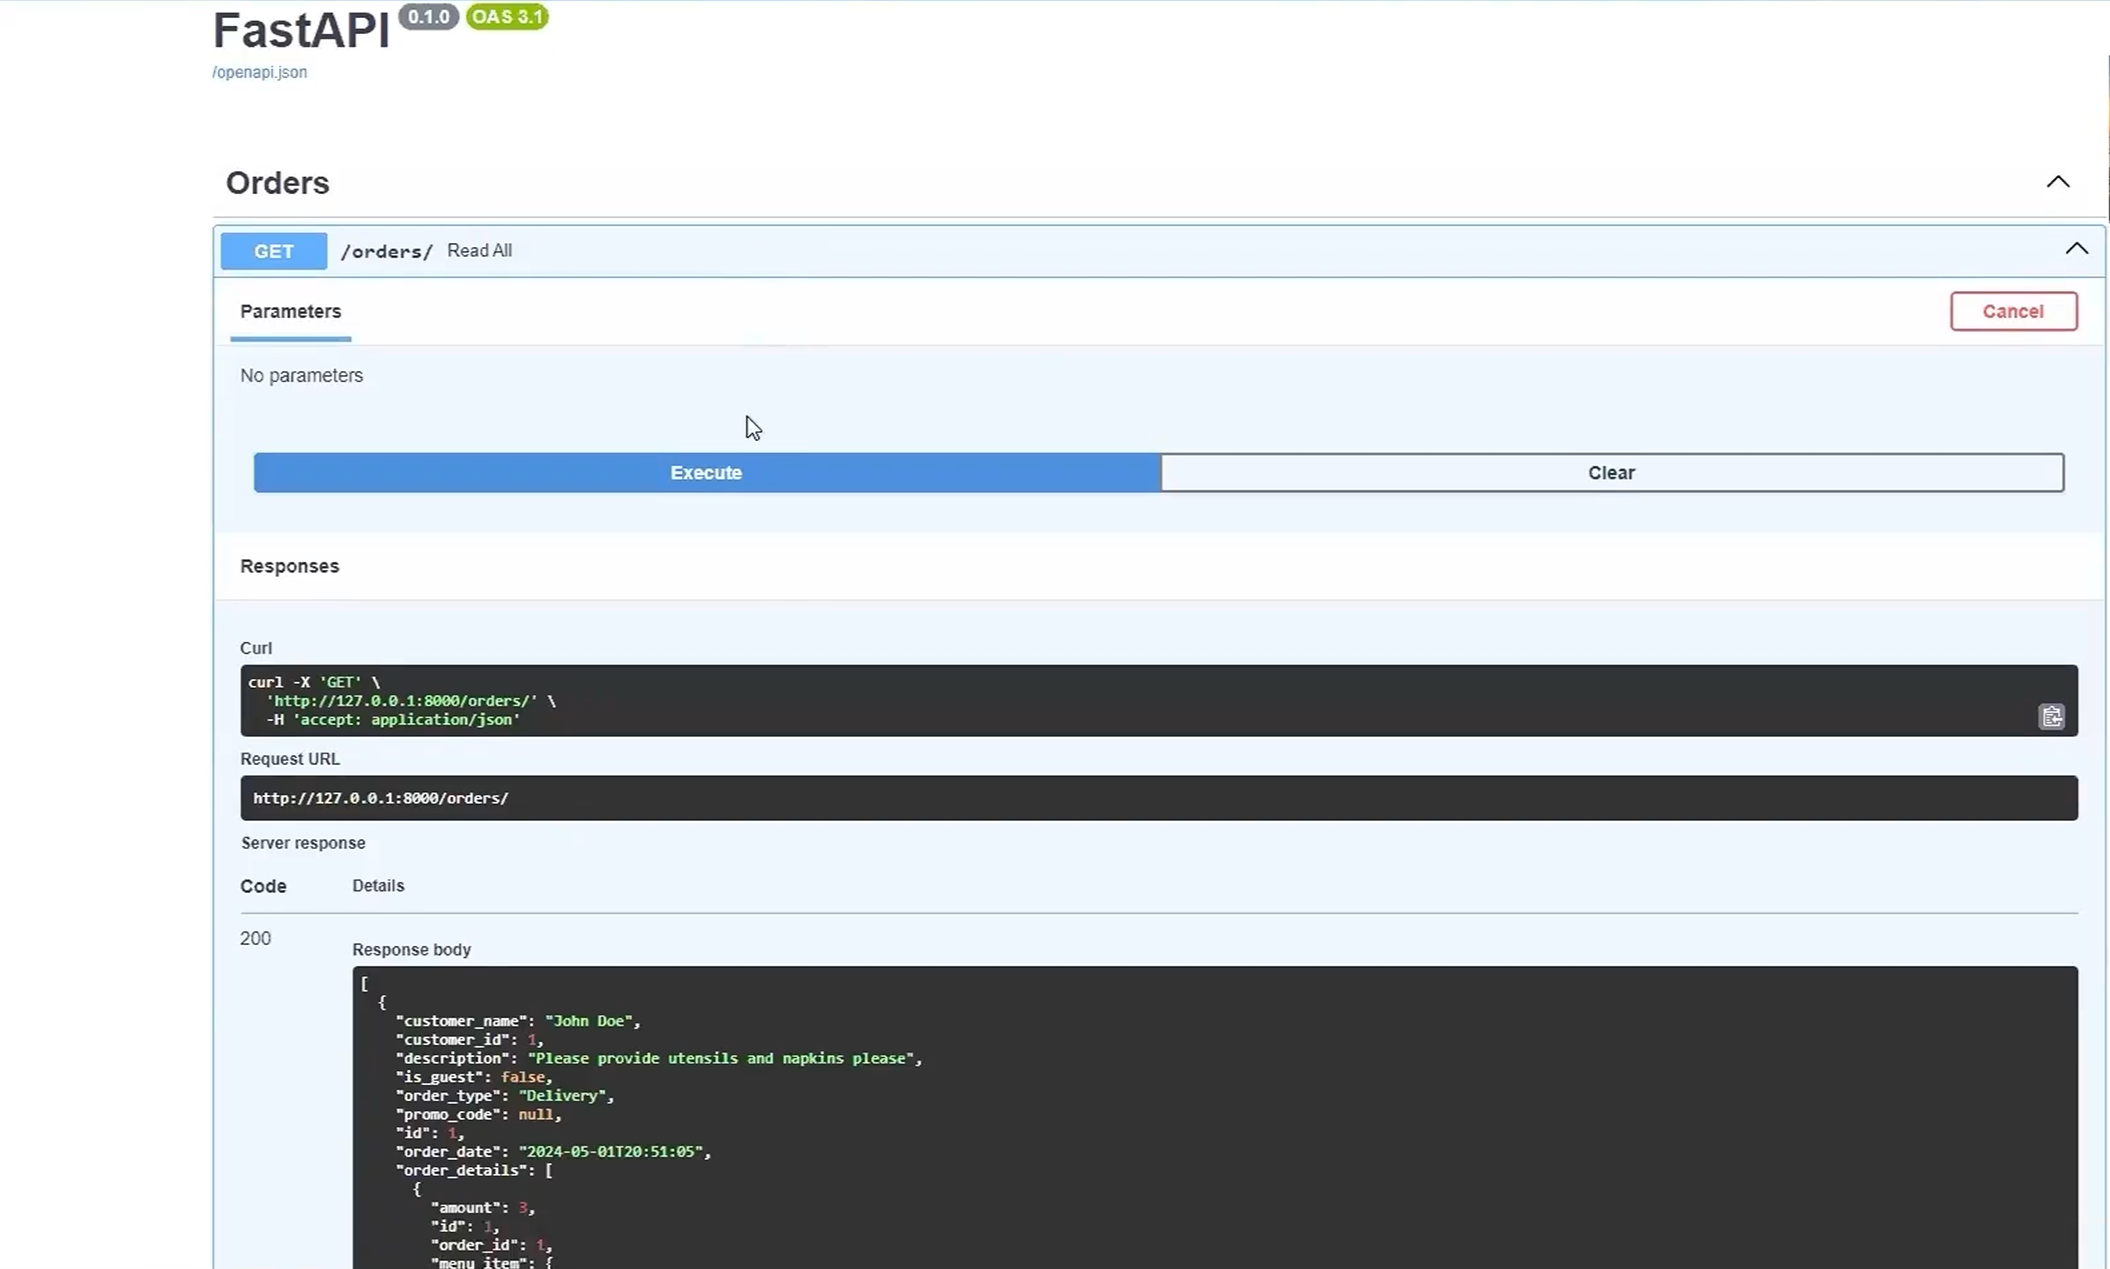 FastAPI 0.1.0 OAS 3.1
/openapi.json
Orders
GET /orders/ Read All
Parameters
Cancel
No parameters
Execute
Clear
Responses
Curl
curl -X 'GET' \
  'http://127.0.0.1:8000/orders/' \
  -H 'accept: application/json'
Request URL
http://127.0.0.1:8000/orders/
Server response
Code Details
200
Response body
[
  {
    "customer_name": "John Doe",
    "customer_id": 1,
    "description": "Please provide utensils and napkins please",
    "is_guest": false,
    "order_type": "Delivery",
    "promo_code": null,
    "id": 1,
    "order_date": "2024-05-01T20:51:05",
    "order_details": [
      {
        "amount": 3,
        "id": 1,
        "order_id": 1,
        "menu_item": {